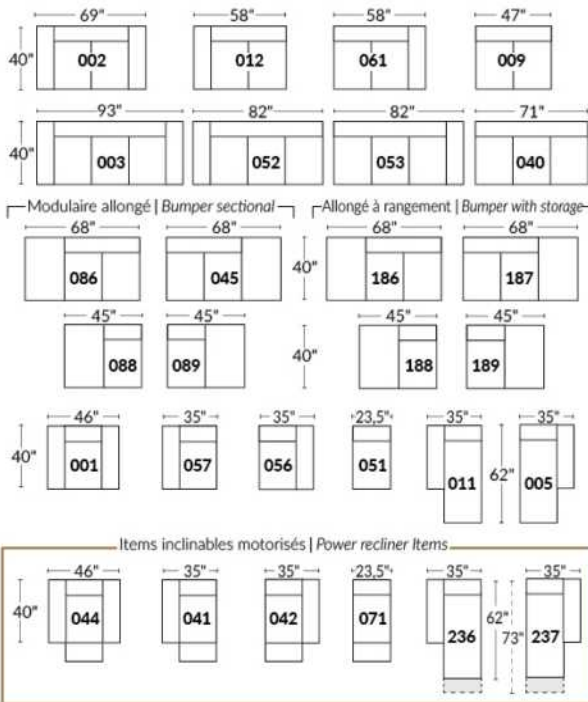 69" 58" 58" 47"
40" 002 012 061 009
93" 82" 82" 71"
40" 003 052 053 040
Modulaire allongé | Bumper sectional Allongé à rangement | Bumper with storage
68" 68" 68" 68"
086 045 40" 186 187
45" 45" 45" 45"
088 089 40" 188 189
46" 35" 35" 23,5" 35" 35"
40" 001 057 056 051 011 62" 005
Items inclinables motorisés | Power recliner Items
46" 35" 35" 23,5" 35" 35"
40" 044 041 042 071 236 62" 73" 237